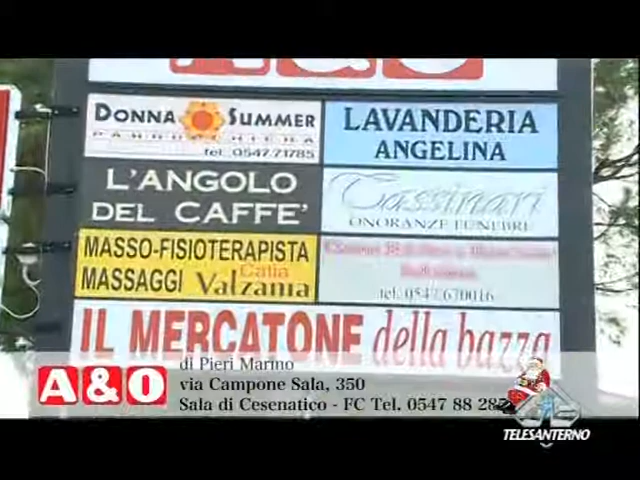 A&O
DONNA SUMMER
PARRUCCHIERA
tel. 0547.71785
LAVANDERIA
ANGELINA
L'ANGOLO
DEL CAFFE'
Tassinari
ONORANZE FUNEBRI
MASSO-FISIOTERAPISTA
MASSAGGI Catia Valzania
tel. 0547.670016
IL MERCATONE della bazza
A&O
di Pieri Marino
via Campone Sala, 350
Sala di Cesenatico - FC Tel. 0547 88 28
TELESANTERNO